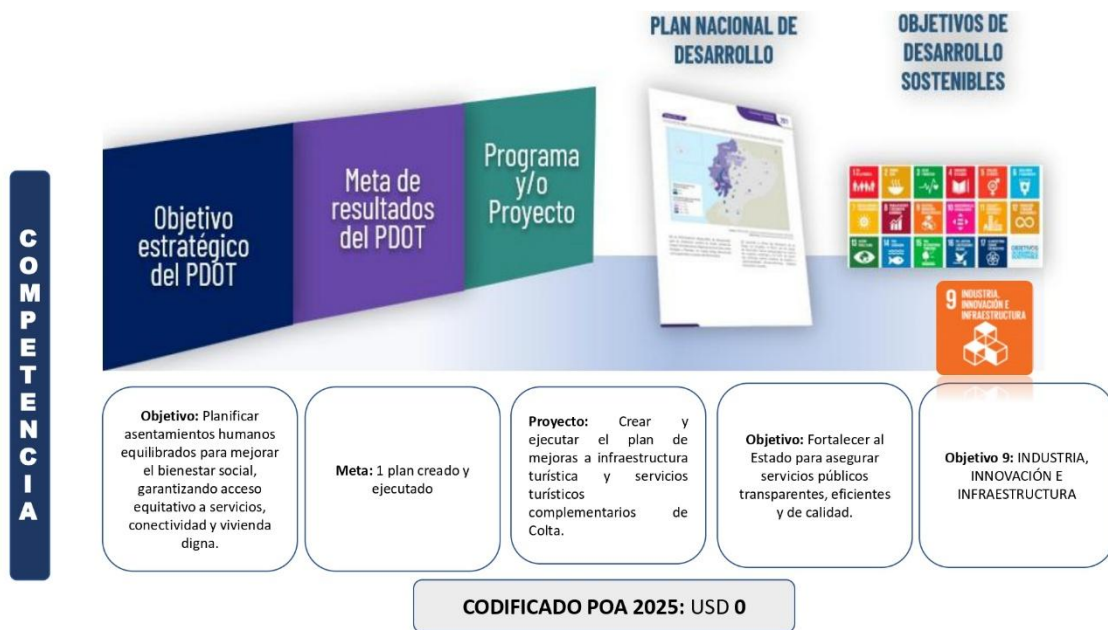 PLAN NACIONAL DE
DESARROLLO
OBJETIVOS DE
DESARROLLO
SOSTENIBLES
Objetivo
estratégico
del PDOT
Meta de
resultados
del PDOT
Programa
y/o
Proyecto
9 INDUSTRIA,
INNOVACIÓN E
INFRAESTRUCTURA
COMPETENCIA
Objetivo: Planificar
asentamientos humanos
equilibrados para mejorar
el bienestar social,
garantizando acceso
equitativo a servicios,
conectividad y vivienda
digna.
Meta: 1 plan creado y
ejecutado
Proyecto: Crear y
ejecutar el plan de
mejoras a infraestructura
turística y servicios
turísticos
complementarios de
Colta.
Objetivo: Fortalecer al
Estado para asegurar
servicios públicos
transparentes, eficientes
y de calidad.
Objetivo 9: INDUSTRIA,
INNOVACIÓN E
INFRAESTRUCTURA
CODIFICADO POA 2025: USD 0